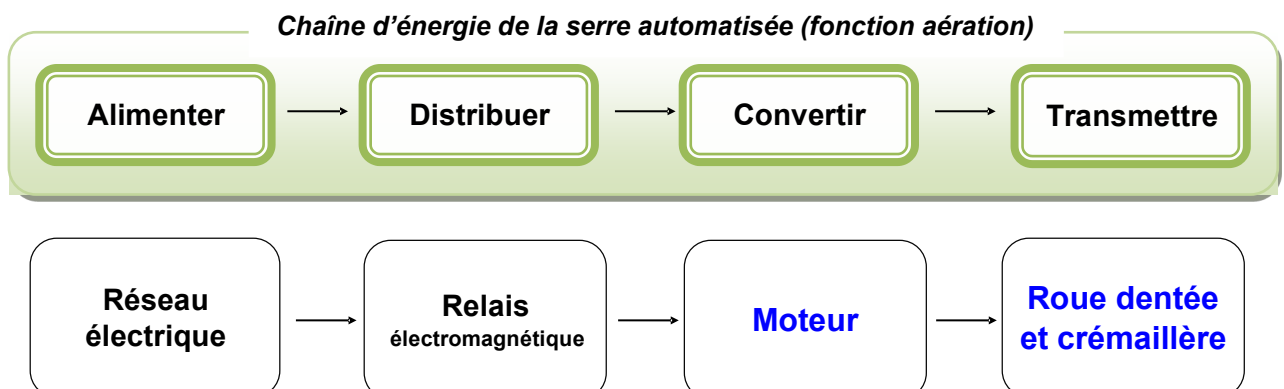 Chaîne d’énergie de la serre automatisée (fonction aération)
Alimenter
Distribuer
Convertir
Transmettre
Réseau
électrique
Relais
électromagnétique
Moteur
Roue dentée
et crémaillère